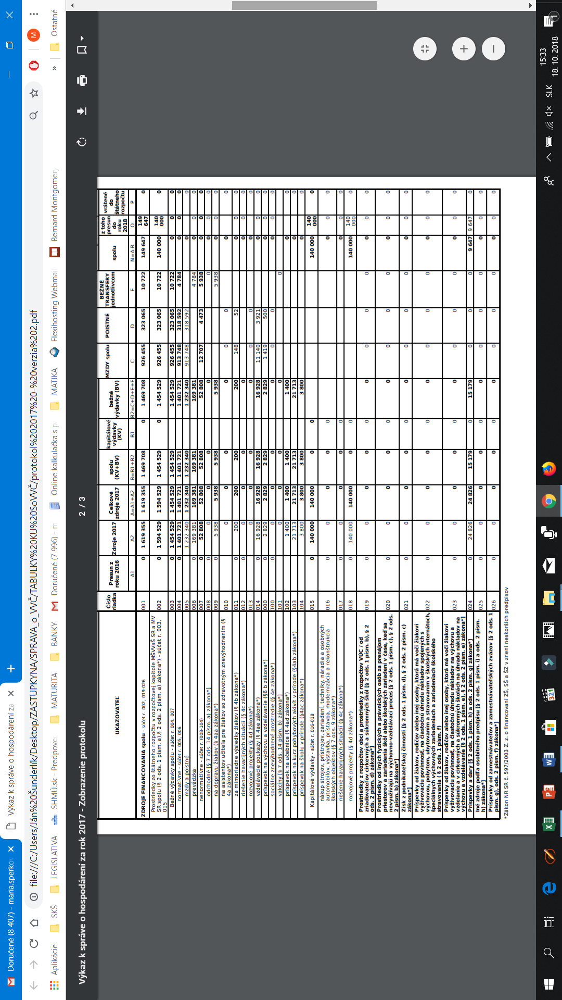 Doručené (8 407) - maria.sperkov
Výkaz k správe o hospodárení za
file:///C:/Users/Ján%20Šunderlík/Desktop/ZASTUPKYNA/SPRAVA_o_VVČ/TABULKY%20KU%20SoVVČ/protokol%202017%20-%20verzia%202.pdf
M
Aplikácie SKŠ LEGISLATIVA SHMÚ.sk - Predpove MATURITA BANKY Doručené (7 996) - m Online kalkulačka s p MATIKA Flexihosting Webmail Bernard Montgomery » Ostatné
Výkaz k správe o hospodárení za rok 2017 - Zobrazenie protokolu 2 / 3
UKAZOVATEĽ Číslo riadka Presun z roku 2016 Zdroje 2017 Celkové zdroje 2017 spolu (KV+BV) kapitálové výdavky (KV) bežné výdavky (BV) MZDY spolu POISTNÉ BEŽNÉ TRANSFERY jednotlivcom spolu z toho presun do roku 2018 vrátené do štátneho rozpočtu
A1 A2 A=A1+A2 B=B1+B2 B1 B2=C+D+E+F C D E N=A-B O P
ZDROJE FINANCOVANIA spolu - súčet r. 002, 019-026 001 0 1 619 355 1 619 355 1 469 708 0 1 469 708 926 455 323 065 10 722 149 647 149 647 0
Prostriedky zo štátneho rozpočtu v rozpočtovej kapitole MŠVVaŠ SR a MV
SR spolu (§ 2 ods. 1 písm. a),§ 2 ods. 2 písm. a) zákona*) - súčet r. 003,
015 002 0 1 594 529 1 594 529 1 454 529 0 1 454 529 926 455 323 065 10 722 140 000 140 000 0
Bežné výdavky spolu - súčet r. 004, 007 003 0 1 454 529 1 454 529 1 454 529 1 454 529 926 455 323 065 10 722 0 0 0
normatívne - súčet r. 005, 006 004 0 1 401 721 1 401 721 1 401 721 1 401 721 913 748 318 592 4 784 0 0 0
mzdy a poistné 005 0 1 232 340 1 232 340 1 232 340 1 232 340 913 748 318 592 0 0 0
prevádzka 006 0 169 381 169 381 169 381 169 381 4 784 0 0 0
nenormatívne - súčet r. (008-104) 007 0 52 808 52 808 52 808 52 808 12 707 4 473 5 938 0 0 0
odchodné [§ 7 ods. 14 písm. a) zákona*] 008 0 0 0 0 0 0 0 0 0
na dopravu žiakov (§ 4aa zákona*) 009 0 5 938 5 938 5 938 5 938 5 938 0 0 0
na asistentov učiteľa pre žiakov so zdravotným znevýhodnením (§
4a zákona*) 010 0 0 0 0 0 0 0 0 0 0
za mimoriadne výsledky žiakov (§ 4b zákona*) 011 0 200 200 200 200 148 52 0 0 0
riešenie havarijných situácií (§ 4c zákona*) 012 0 0 0 0 0 0 0 0
rozvojové projekty (§ 4d zákona*) 013 0 0 0 0 0 0 0 0 0 0
vzdelávacie poukazy (§ 4ae zákona*) 014 0 16 928 16 928 16 928 16 928 11 140 3 921 0 0 0
príspevok na výchovu a vzdelávanie (§6 b zákona*) 000 0 2 829 2 829 2 829 2 829 1 419 500 0 0 0
sociálne znevýhodnené prostredie (§ 4e zákona*) 100 0 0 0 0 0 0 0 0 0 0
vakcíny [§ 7 ods. 14 písm. b) zákona*] 101 0 0 0 0 0 0
príspevok na učebnice (§ 4ad zákona*) 102 1 400 1 400 1 400 1 400 0 0 0
príspevok na kurz pohybových aktivít v prírode (§4ab zákona*) 103 21 713 21 713 21 713 21 713 0 0 0
príspevok na školu v prírode (§4ac zákona*) 104 3 800 3 800 3 800 3 800 0 0 0
Kapitálové výdavky - súčet r. 016-018 015 0 140 000 140 000 0 0 140 000 140 000 0
nákup strojov, prístrojov, zariadení, techniky, náradia a osobných
automobilov, výstavba, prístavba, modernizácia a rekonštrukcia
školských objektov (§ 7 ods. 9 zákona*) 016 0 0 0 0 0 0 0 0
riešenie havarijných situácií (§ 4c zákona*) 017 0 0 0 0 0 0 0 0
rozvojové projekty (§ 4d zákona*) 018 0 140 000 140 000 0 0 140 000 140 000 0
Prostriedky z rozpočtov obcí a prostriedky z rozpočtov VÚC / od
zriaďovateľov cirkevných a súkromných škôl [§ 2 ods. 1 písm. b), § 2
ods. 2 písm. d) zákona*] 019 0 0 0 0 0 0 0 0 0 0 0
Prostriedky od iných fyzických a právnických osôb za prenájom
priestorov a zariadenia škôl alebo školských zariadení v čase, keď sa
nevyužívajú na výchovno-vzdelávací proces [§ 2 ods. 1 písm. c), § 2 ods.
2 písm. b) zákona*] 020 0 0 0 0 0 0 0 0 0 0
Zisk z podnikateľskej činnosti [§ 2 ods. 1 písm. d), § 2 ods. 2 písm. c)
zákona*] 021 0 0 0 0 0 0 0 0 0 0
Príspevky od žiakov, rodičov alebo inej osoby, ktorá má voči žiakovi
vyživovaciu povinnosť, na čiastočnú úhradu nákladov spojených s
výchovou, pobytom, ubytovaním a stravovaním v školských internátoch,
špeciálnych výchovných zariadeniach a zariadeniach školského
stravovania ( § 2 ods. 1 písm. f) 022 0 0 0 0 0 0 0 0 0 0
Príspevky od žiakov, rodičov alebo inej osoby, ktorá má voči žiakovi
vyživovaciu povinnosť, na čiastočnú úhradu nákladov na výchovu a
vzdelanie a v cirkevných a súkromných školách na úhradu nákladov na
výchovu a vzdelávanie [§ 2 ods. 1 písm. e), § 2 ods. 2 písm. e) zákona*] 023 0 0 0 0 0 0 0 0 0 0
Príspevky a dary [§ 2 ods. 1 písm. h) a ods. 2 písm. g) zákona*] 024 0 24 826 24 826 15 179 0 15 179 0 0 0 9 647 9 647 0
Iné zdroje podľa osobitného predpisu [§ 2 ods. 1 písm. i) a ods. 2 písm.
h) zákona*] 025 0 0 0 0 0 0 0 0 0 0 0
Príspevky od zamestnávateľov a zamestnávateľských zväzov [§ 2 ods. 1
písm. g), ods. 2 písm. f) zákona*] 026 0 0 0 0 0 0 0 0 0 0 0
*Zákon NR SR č. 597/2003 Z. z. o financovaní ZŠ, SŠ a ŠZ v znení neskorších predpisov
SLK
15:33
18. 10. 2018
1